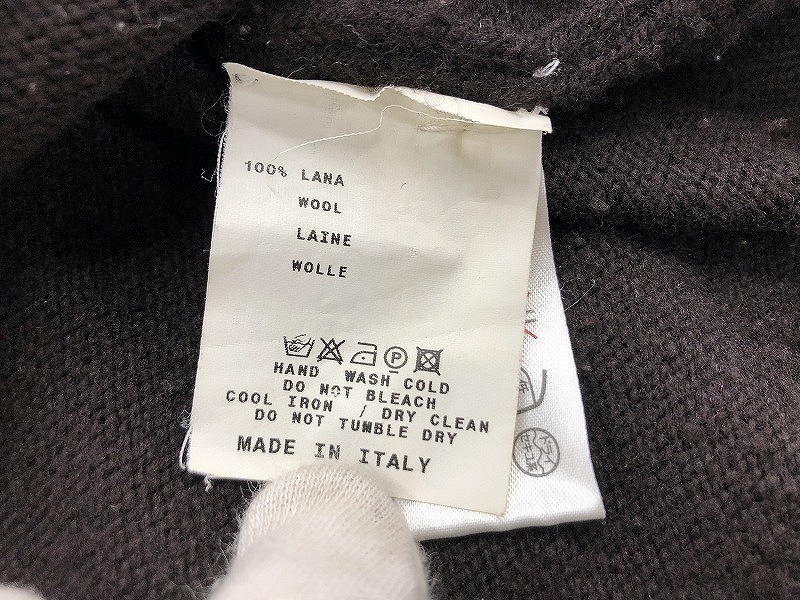 100% LANA
WOOL
LAINE
WOLLE
P
HAND WASH COLD
DO NOT BLEACH
COOL IRON / DRY CLEAN
DO NOT TUMBLE DRY
MADE IN ITALY